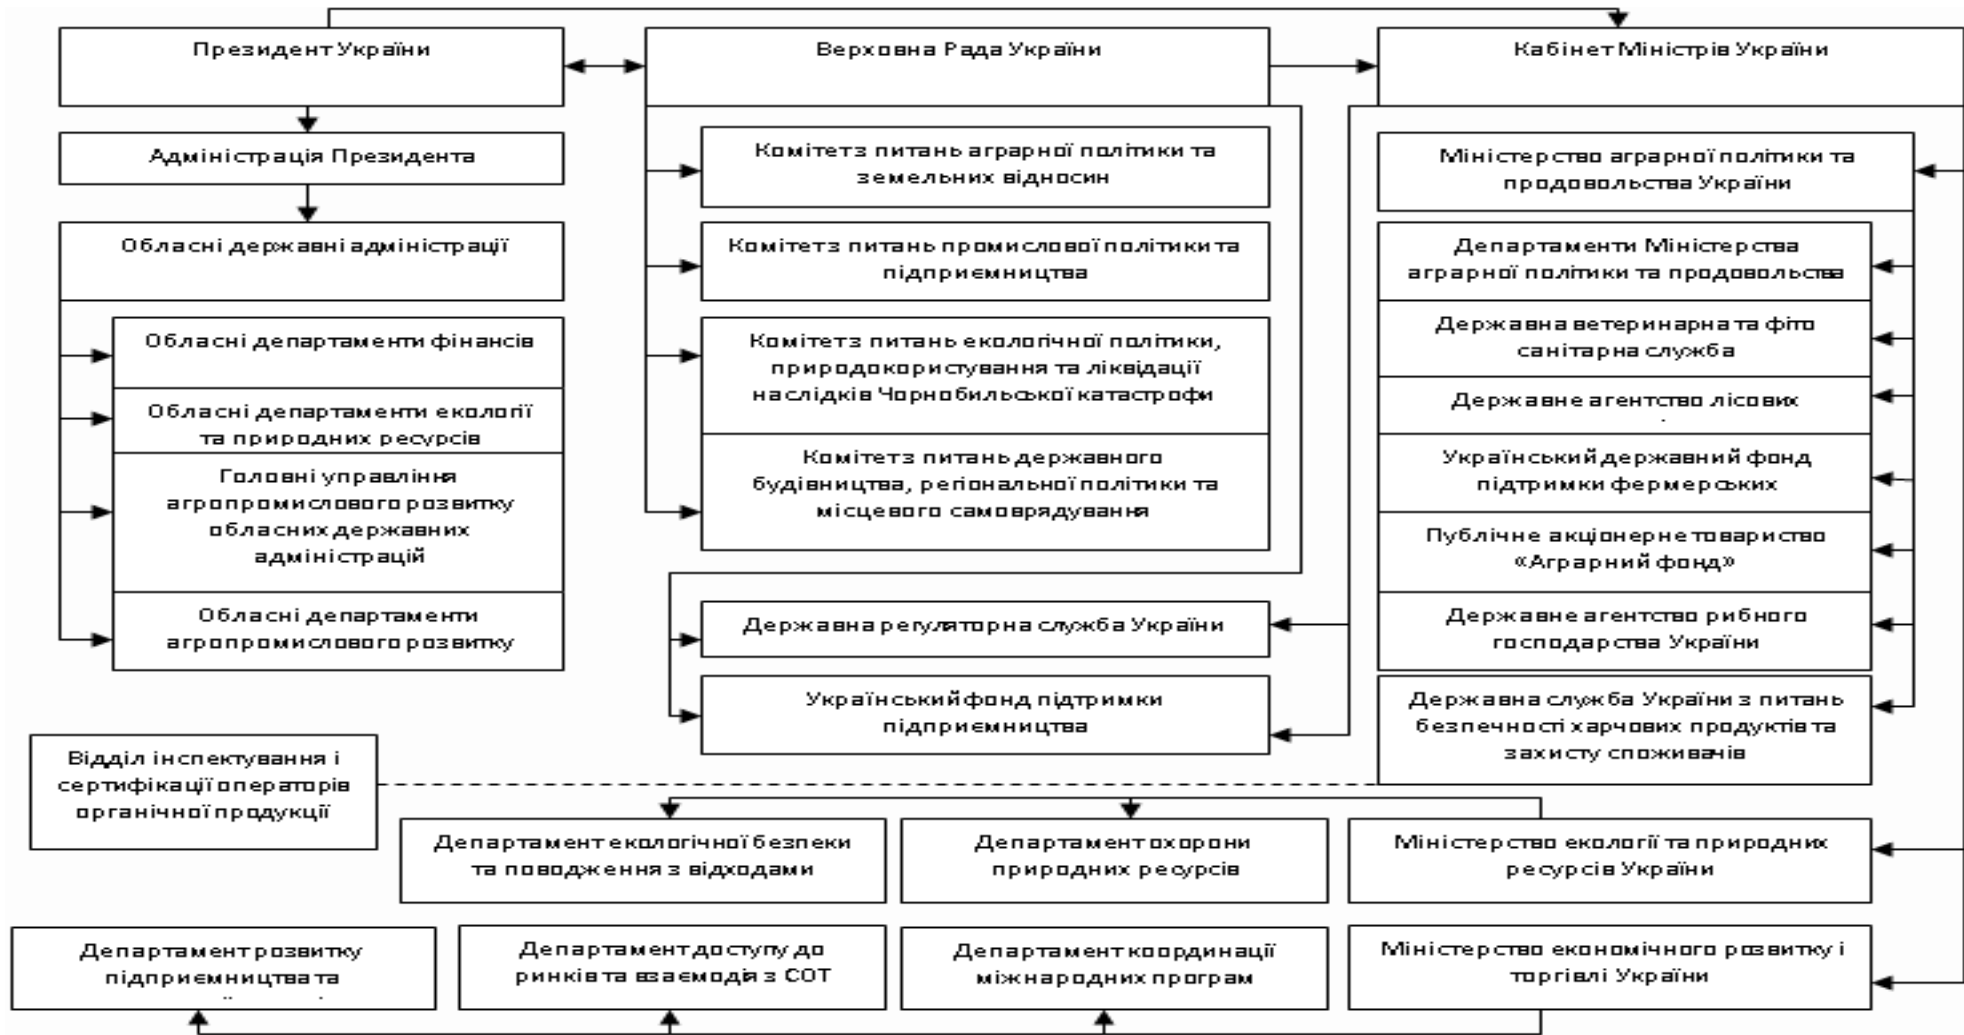 Президент України
Верховна Рада України
Кабінет Міністрів України
Адміністрація Президента
Обласні державні адміністрації
Обласні департаменти фінансів
Обласні департаменти екології
та природних ресурсів
Головні управління
агропромислового розвитку
обласних державних
адміністрацій
Обласні департаменти
агропромислового розвитку
Комітет з питань аграрної політики та
земельних відносин
Комітет з питань промислової політики та
підприємництва
Комітет з питань екологічної політики,
природокористування та ліквідації
наслідків Чорнобильської катастрофи
Комітет з питань державного
будівництва, регіональної політики та
місцевого самоврядування
Державна регуляторна служба України
Український фонд підтримки
підприємництва
Міністерство аграрної політики та
продовольства України
Департаменти Міністерства
аграрної політики та продовольства
Державна ветеринарна та фіто
санітарна служба
Державне агентство лісових
Український державний фонд
підтримки фермерських
Публічне акціонерне товариство
«Аграрний фонд»
Державне агентство рибного
господарства України
Державна служба України з питань
безпечності харчових продуктів та
захисту споживачів
Відділ інспектування і
сертифікації операторів
органічної продукції
Департамент екологічної безпеки
та поводження з відходами
Департамент охорони
природних ресурсів
Міністерство екології та природних
ресурсів України
Департамент розвитку
підприємництва та
Департамент доступу до
ринків та взаємодія з СОТ
Департамент координації
міжнародних програм
Міністерство економічного розвитку і
торгівлі України